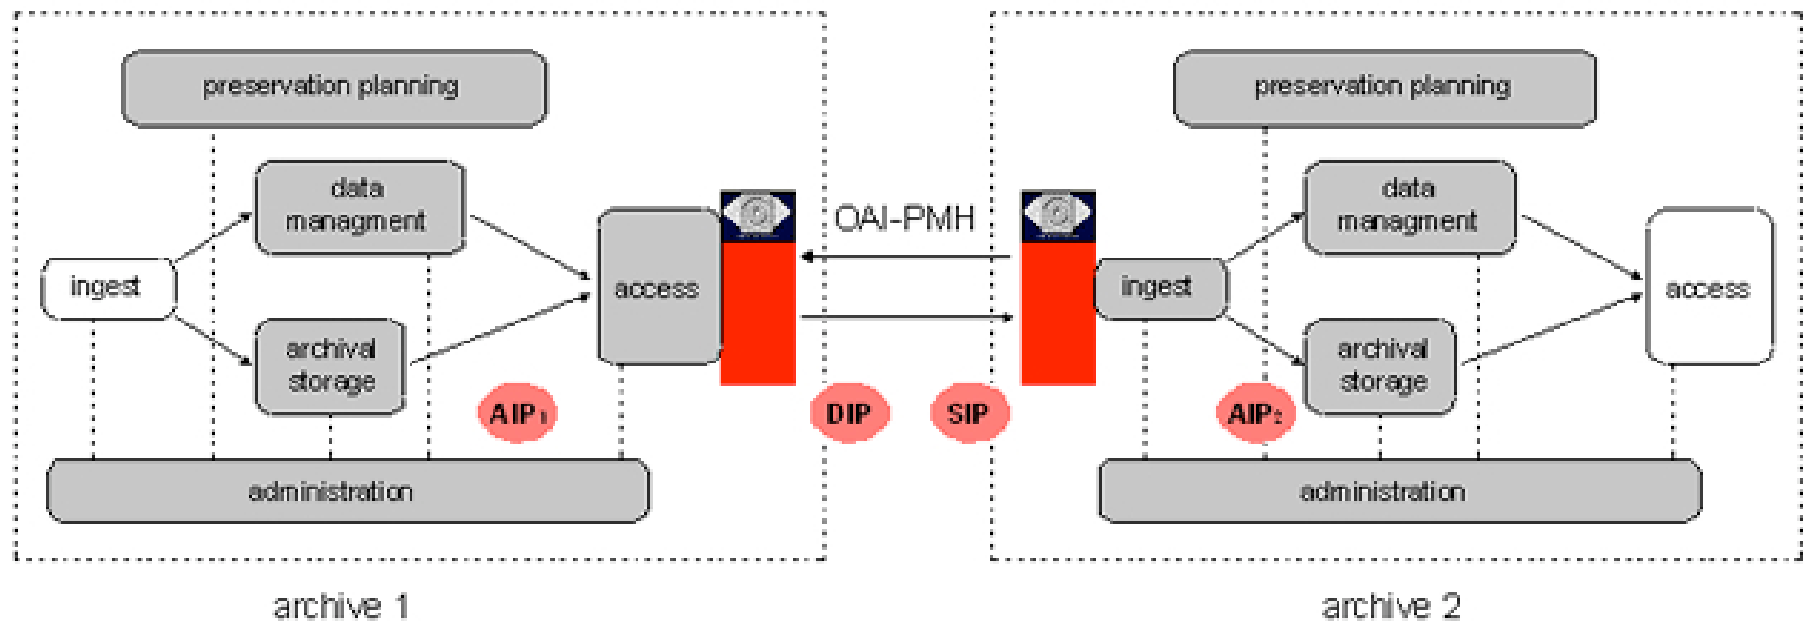 preservation planning
data
managment
ingest
access
archival
storage
AIP1
administration
archive 1
OAI-PMH
DIP
SIP
preservation planning
data
managment
ingest
access
archival
storage
AIP2
administration
archive 2